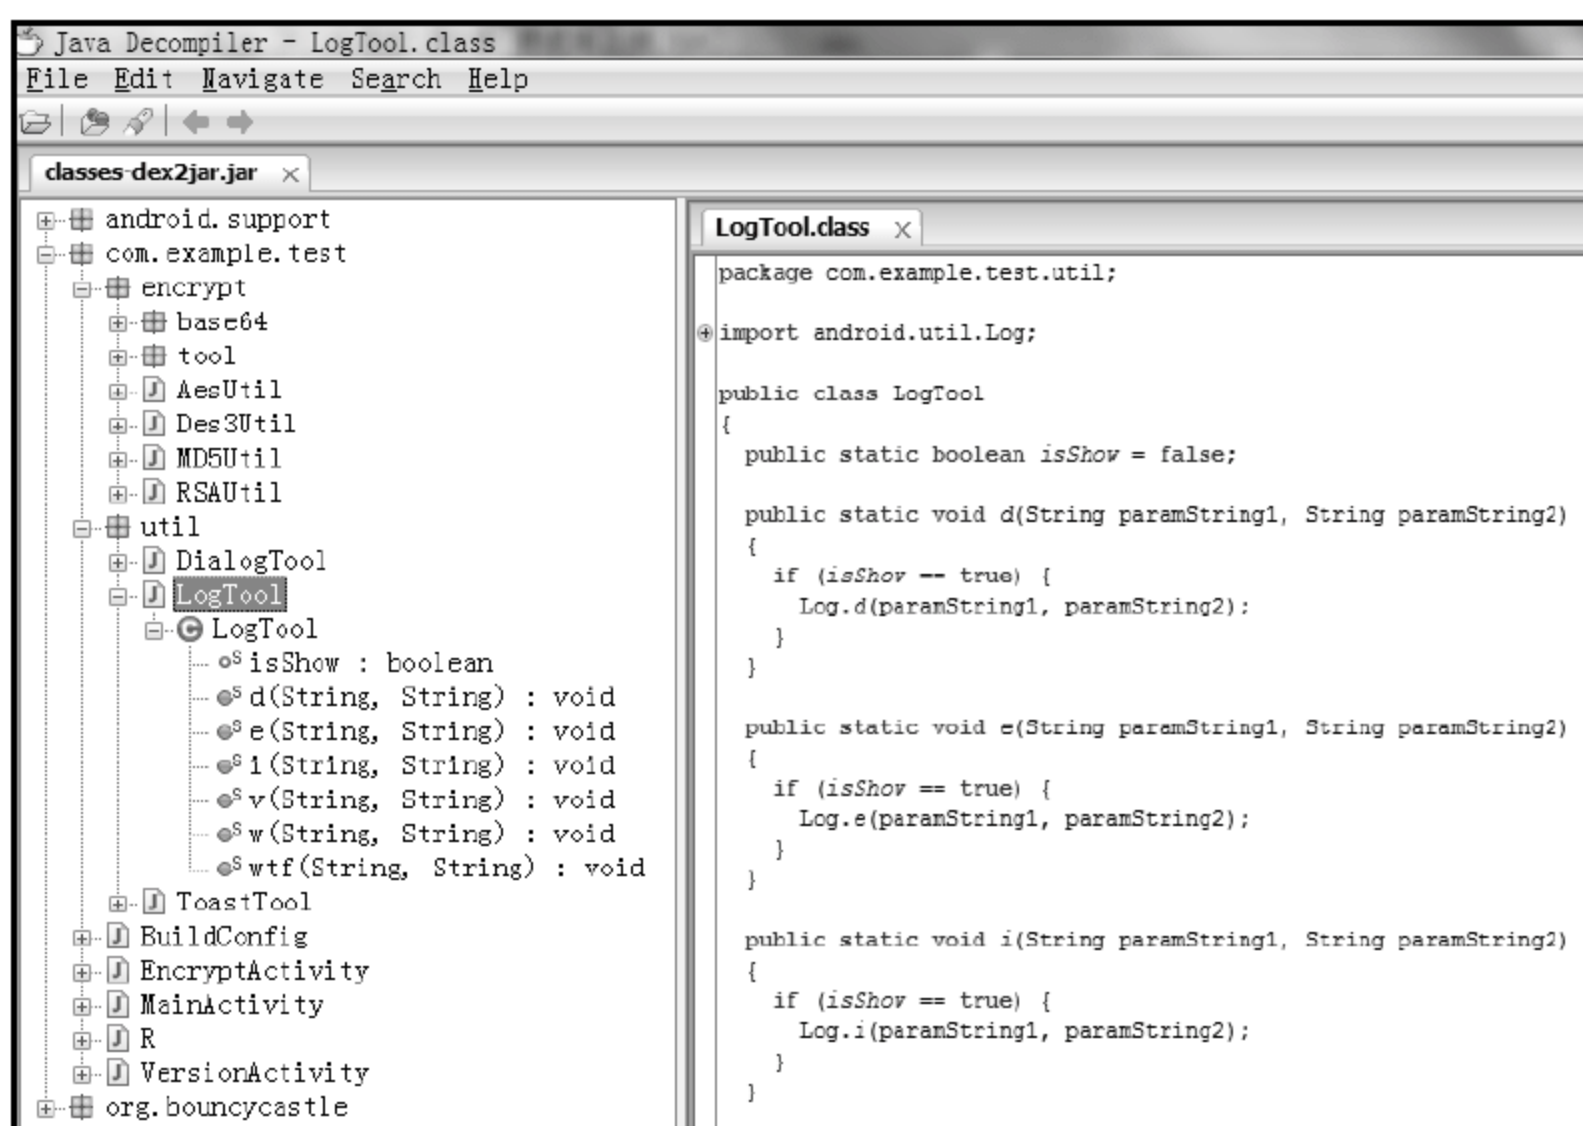 Java Decompiler - LogTool.class
File Edit Navigate Search Help
classes-dex2jar.jar
android.support
com.example.test
encrypt
base64
tool
AesUtil
Des3Util
MD5Util
RSAUtil
util
DialogTool
LogTool
LogTool
isShow : boolean
d(String, String) : void
e(String, String) : void
i(String, String) : void
v(String, String) : void
w(String, String) : void
wtf(String, String) : void
ToastTool
BuildConfig
EncryptActivity
MainActivity
R
VersionActivity
org.bouncycastle
LogTool.class
package com.example.test.util;
import android.util.Log;
public class LogTool
{
public static boolean isShow = false;
public static void d(String paramString1, String paramString2)
{
if (isShow == true) {
Log.d(paramString1, paramString2);
}
}
public static void e(String paramString1, String paramString2)
{
if (isShow == true) {
Log.e(paramString1, paramString2);
}
}
public static void i(String paramString1, String paramString2)
{
if (isShow == true) {
Log.i(paramString1, paramString2);
}
}